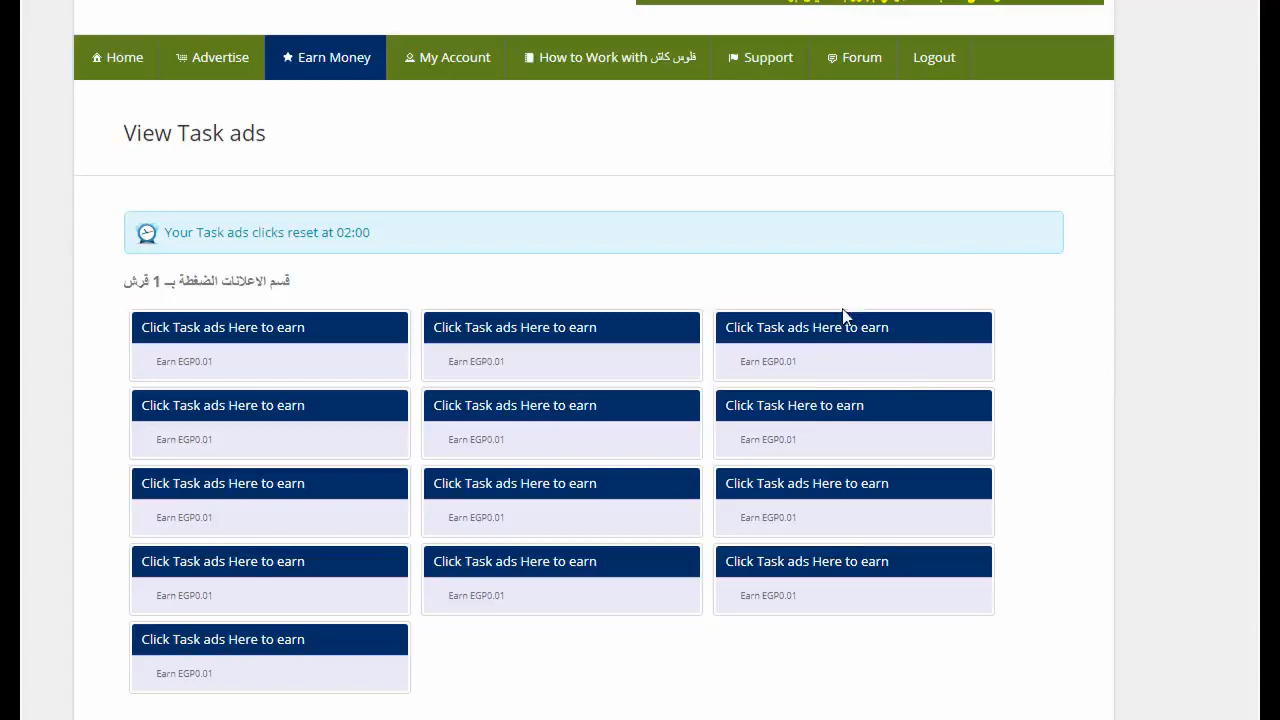 Home Advertise Earn Money My Account How to Work with فلوس كاش Support Forum Logout
View Task ads
Your Task ads clicks reset at 02:00
قسم الاعلانات الضغطة بــ 1 قرش
Click Task ads Here to earn Click Task ads Here to earn Click Task ads Here to earn
Earn EGP0.01 Earn EGP0.01 Earn EGP0.01
Click Task ads Here to earn Click Task ads Here to earn Click Task Here to earn
Earn EGP0.01 Earn EGP0.01 Earn EGP0.01
Click Task ads Here to earn Click Task ads Here to earn Click Task ads Here to earn
Earn EGP0.01 Earn EGP0.01 Earn EGP0.01
Click Task ads Here to earn Click Task ads Here to earn Click Task ads Here to earn
Earn EGP0.01 Earn EGP0.01 Earn EGP0.01
Click Task ads Here to earn
Earn EGP0.01